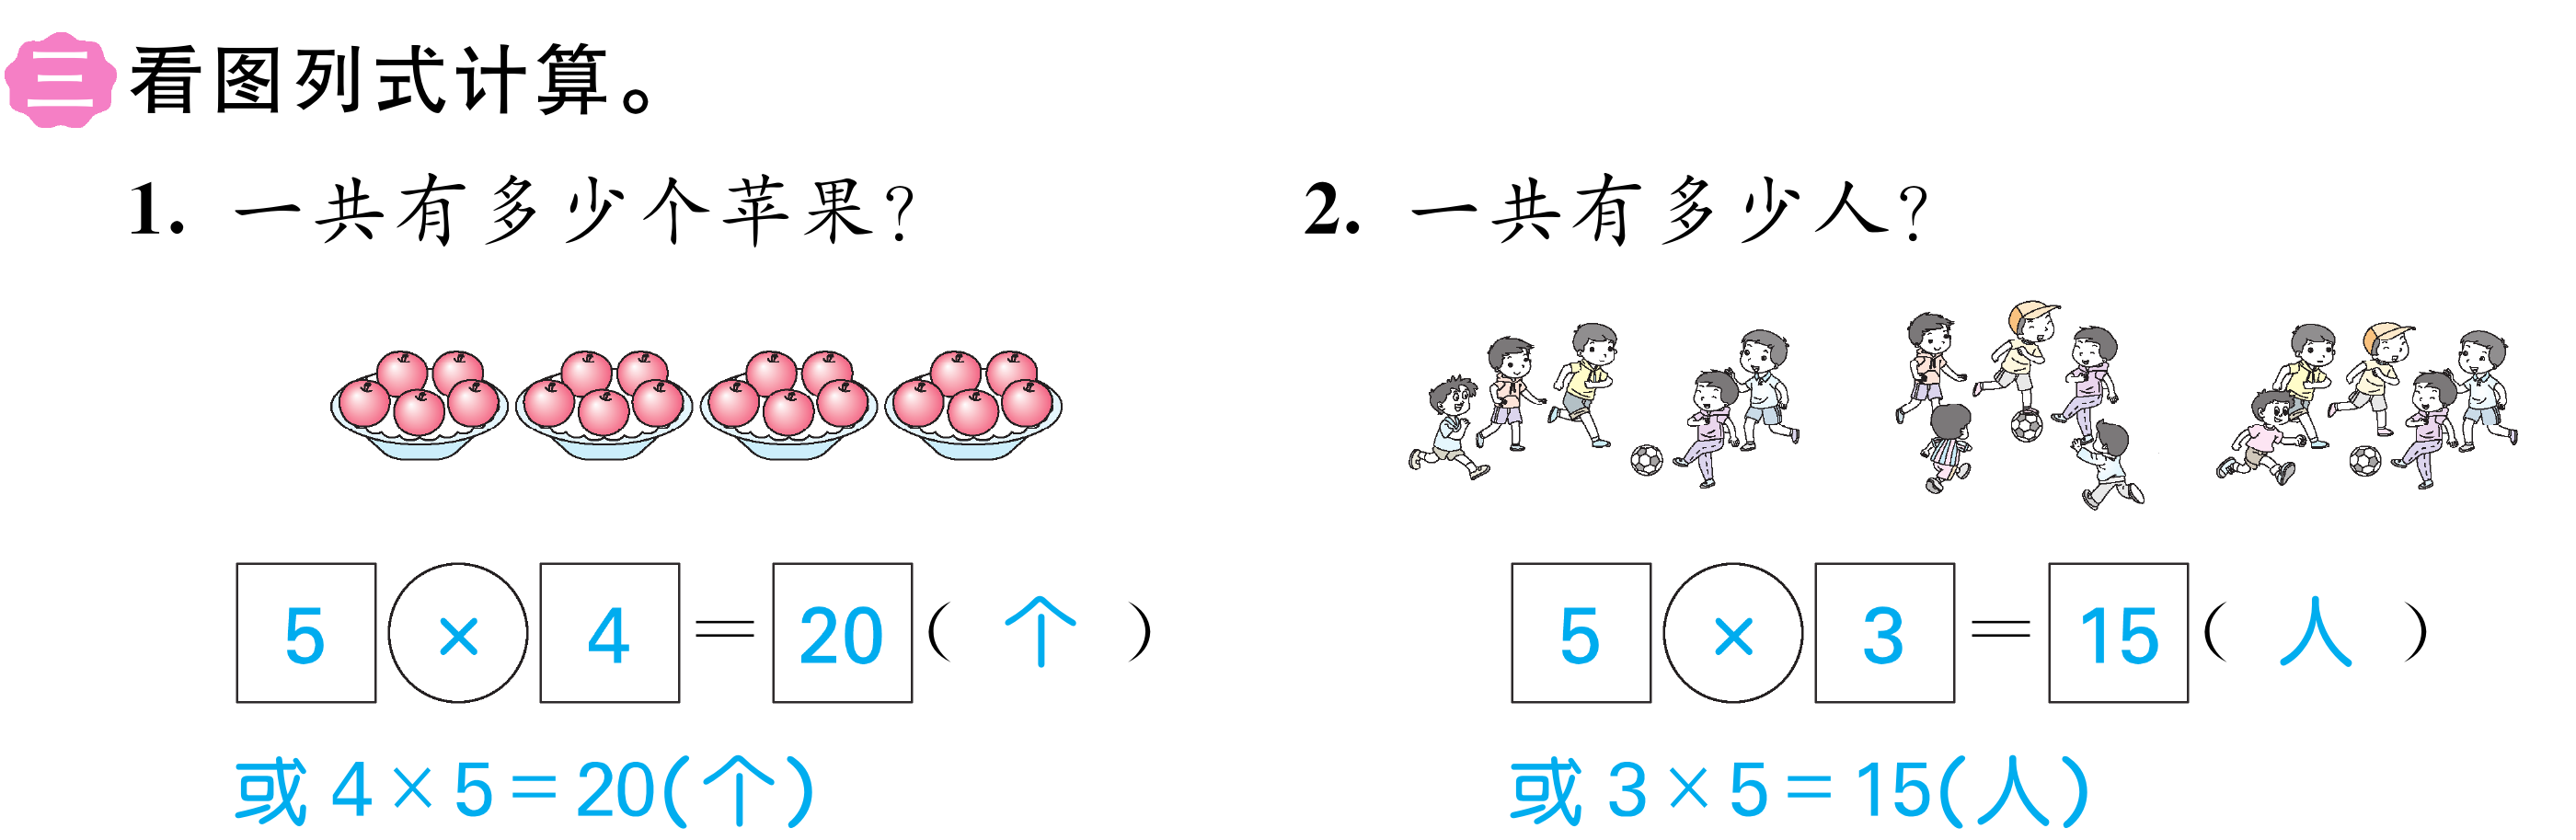 三 看图列式计算。
1. 一共有多少个苹果?
5 × 4 = 20 ( 个 )
或 4 × 5 = 20(个)
2. 一共有多少人?
5 × 3 = 15 ( 人 )
或 3 × 5 = 15(人)